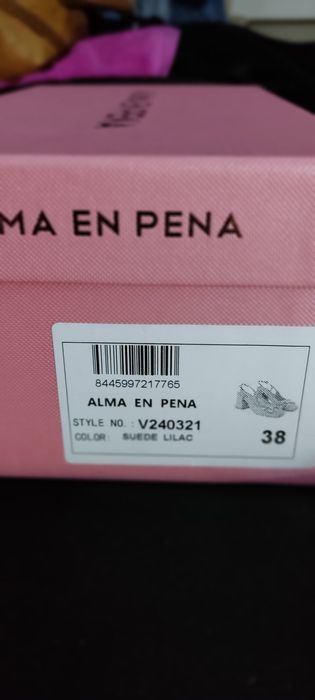 MA EN PENA
8445997217765
ALMA EN PENA
STYLE NO. : V240321
COLOR: SUEDE LILAC
38